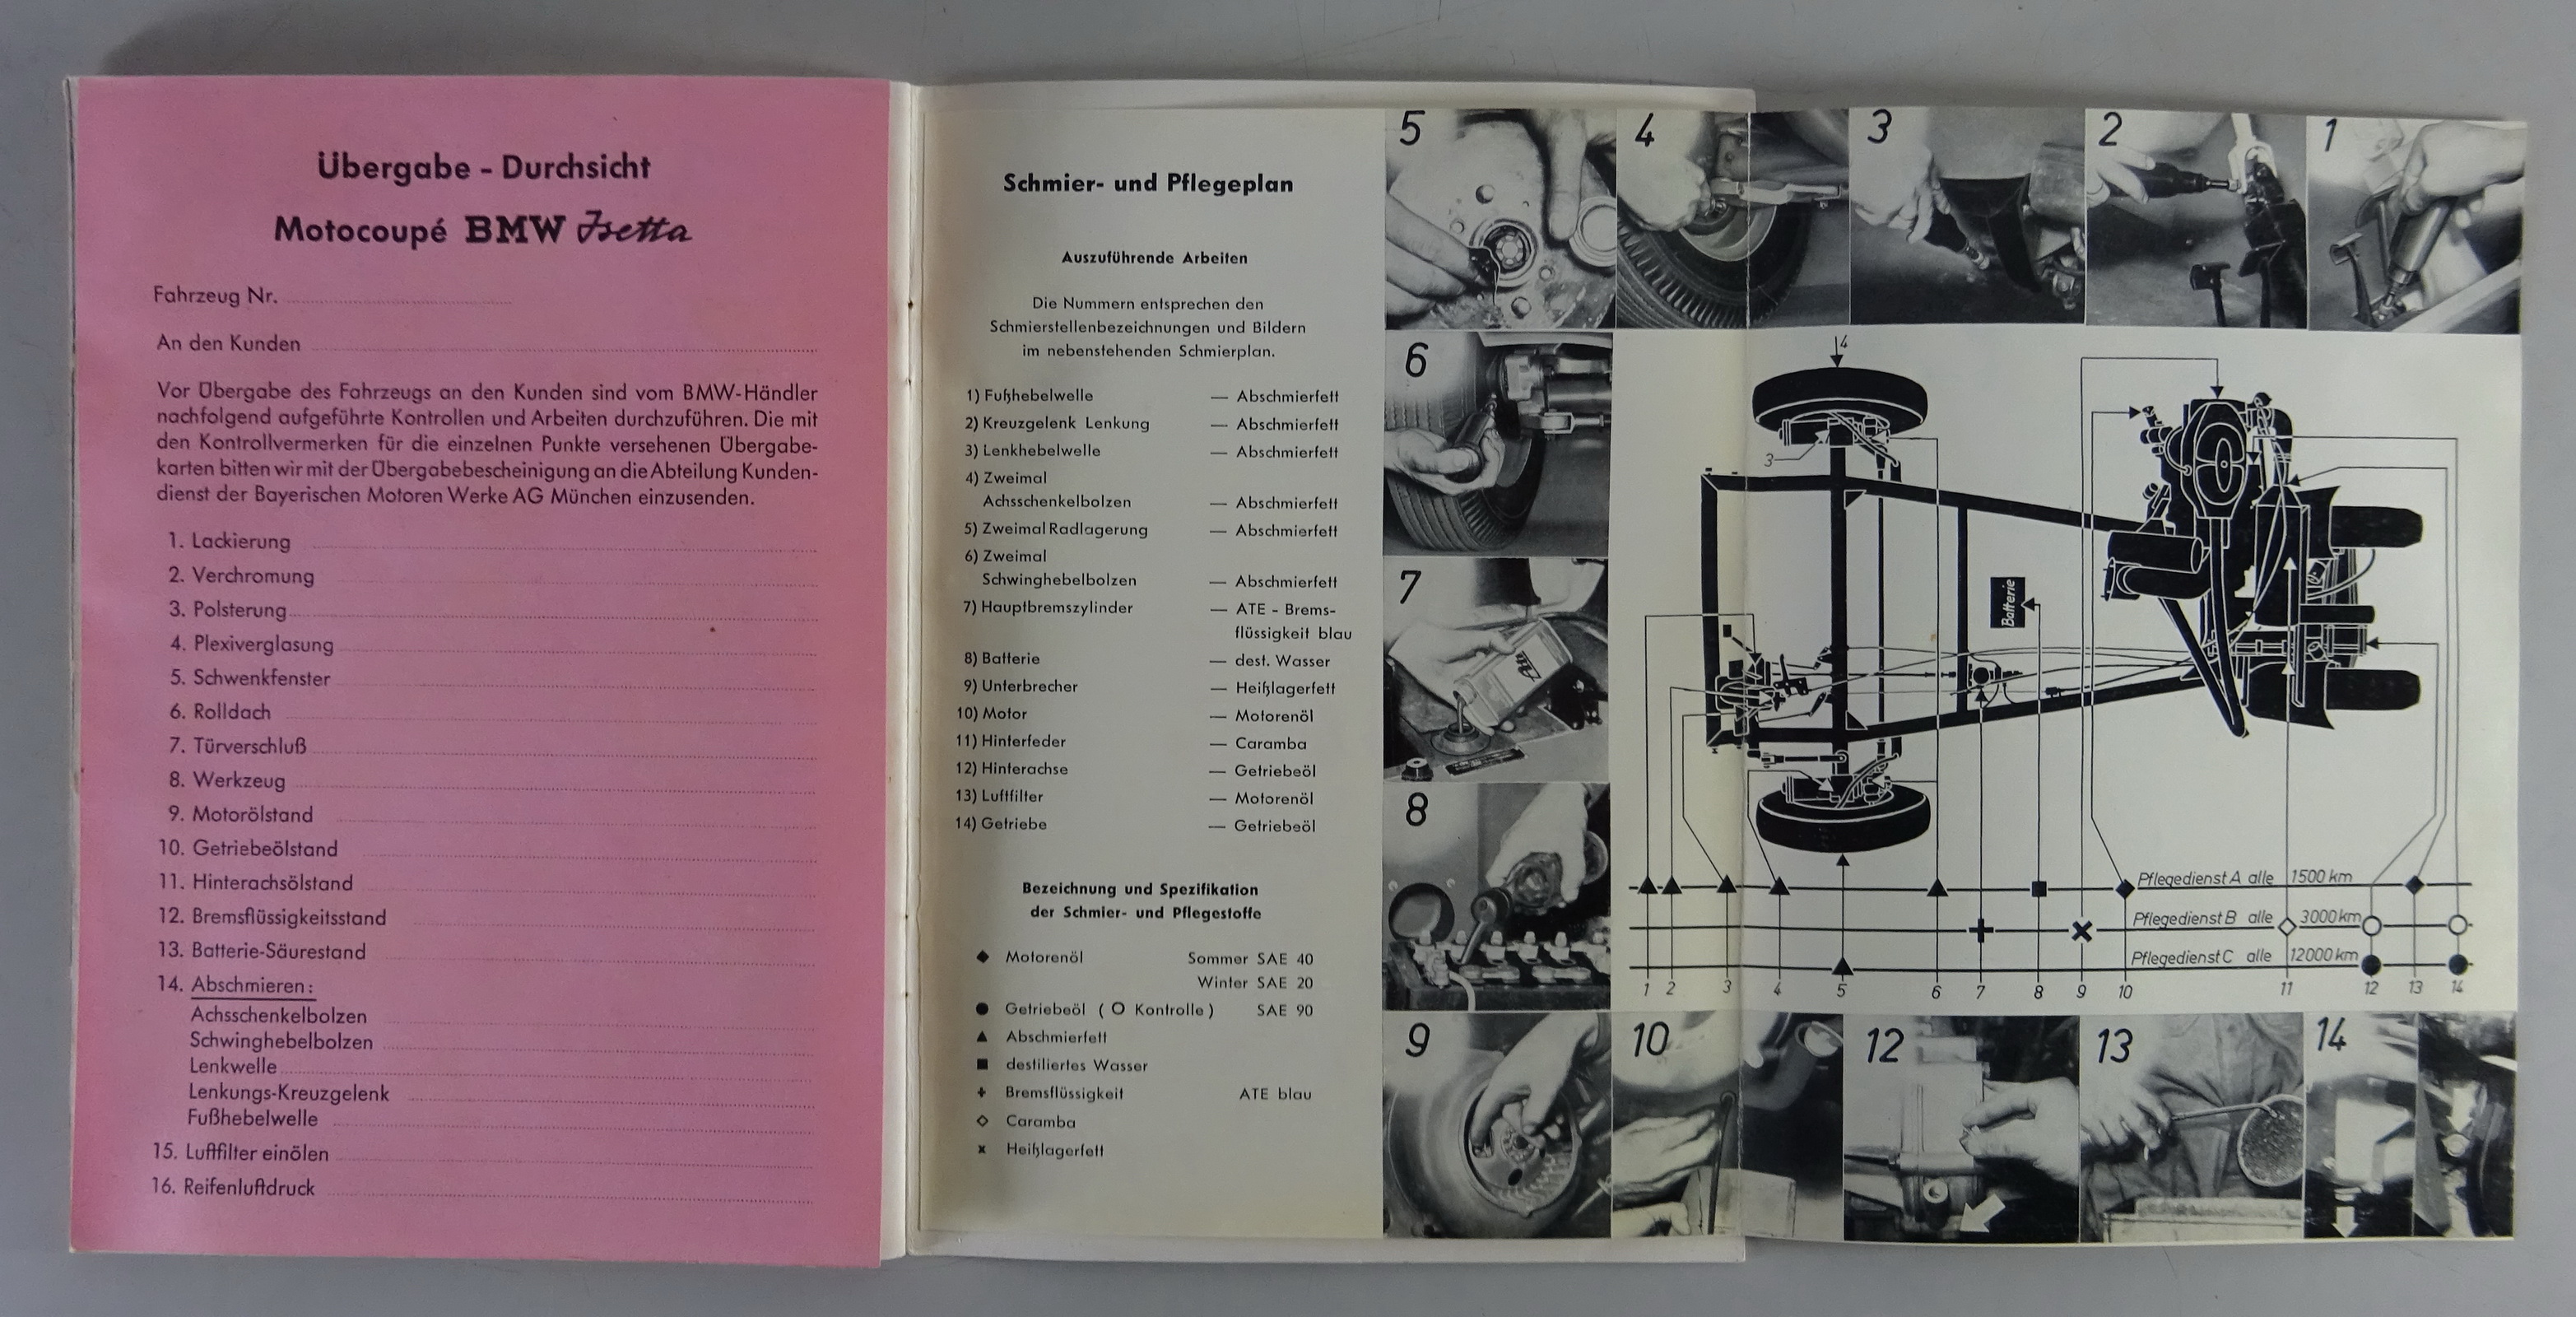 Übergabe - Durchsicht
Motocoupé BMW Isetta
Fahrzeug Nr.
An den Kunden
Vor Übergabe des Fahrzeugs an den Kunden sind vom BMW-Händler
nachfolgend aufgeführte Kontrollen und Arbeiten durchzuführen. Die mit
den Kontrollvermerken für die einzelnen Punkte versehenen Übergabe-
karten bitten wir mit der Übergabebescheinigung an die Abteilung Kunden-
dienst der Bayerischen Motoren Werke AG München einzusenden.
1. Lackierung
2. Verchromung
3. Polsterung
4. Plexiverglasung
5. Schwenkfenster
6. Rolldach
7. Türverschluß
8. Werkzeug
9. Motorölstand
10. Getriebeölstand
11. Hinterachsölstand
12. Bremsflüssigkeitsstand
13. Batterie-Säurestand
14. Abschmieren:
Achsschenkelbolzen
Schwinghebelbolzen
Lenkwelle
Lenkungs-Kreuzgelenk
Fußhebelwelle
15. Luftfilter einölen
16. Reifenluftdruck
Schmier- und Pflegeplan
Auszuführende Arbeiten
Die Nummern entsprechen den
Schmierstellenbezeichnungen und Bildern
im nebenstehenden Schmierplan.
1) Fußhebelwelle — Abschmierfett
2) Kreuzgelenk Lenkung — Abschmierfett
3) Lenkhebelwelle — Abschmierfett
4) Zweimal
Achsschenkelbolzen — Abschmierfett
5) Zweimal Radlagerung — Abschmierfett
6) Zweimal
Schwinghebelbolzen — Abschmierfett
7) Hauptbremszylinder — ATE - Brems-
flüssigkeit blau
8) Batterie — dest. Wasser
9) Unterbrecher — Heißlagerfett
10) Motor — Motorenöl
11) Hinterfeder — Caramba
12) Hinterachse — Getriebeöl
13) Luftfilter — Motorenöl
14) Getriebe — Getriebeöl
Bezeichnung und Spezifikation
der Schmier- und Pflegestoffe
◆ Motorenöl Sommer SAE 40
Winter SAE 20
● Getriebeöl ( O Kontrolle ) SAE 90
▲ Abschmierfett
■ destiliertes Wasser
+ Bremsflüssigkeit ATE blau
◇ Caramba
x Heißlagerfett
5 4 3 2 1
6
7
8
9 10 12 13 14
4
3
Batterie
Pflegedienst A alle 1500 km
Pflegedienst B alle 3000 km
Pflegedienst C alle 12000 km
1 2 3 4 5 6 7 8 9 10 11 12 13 14